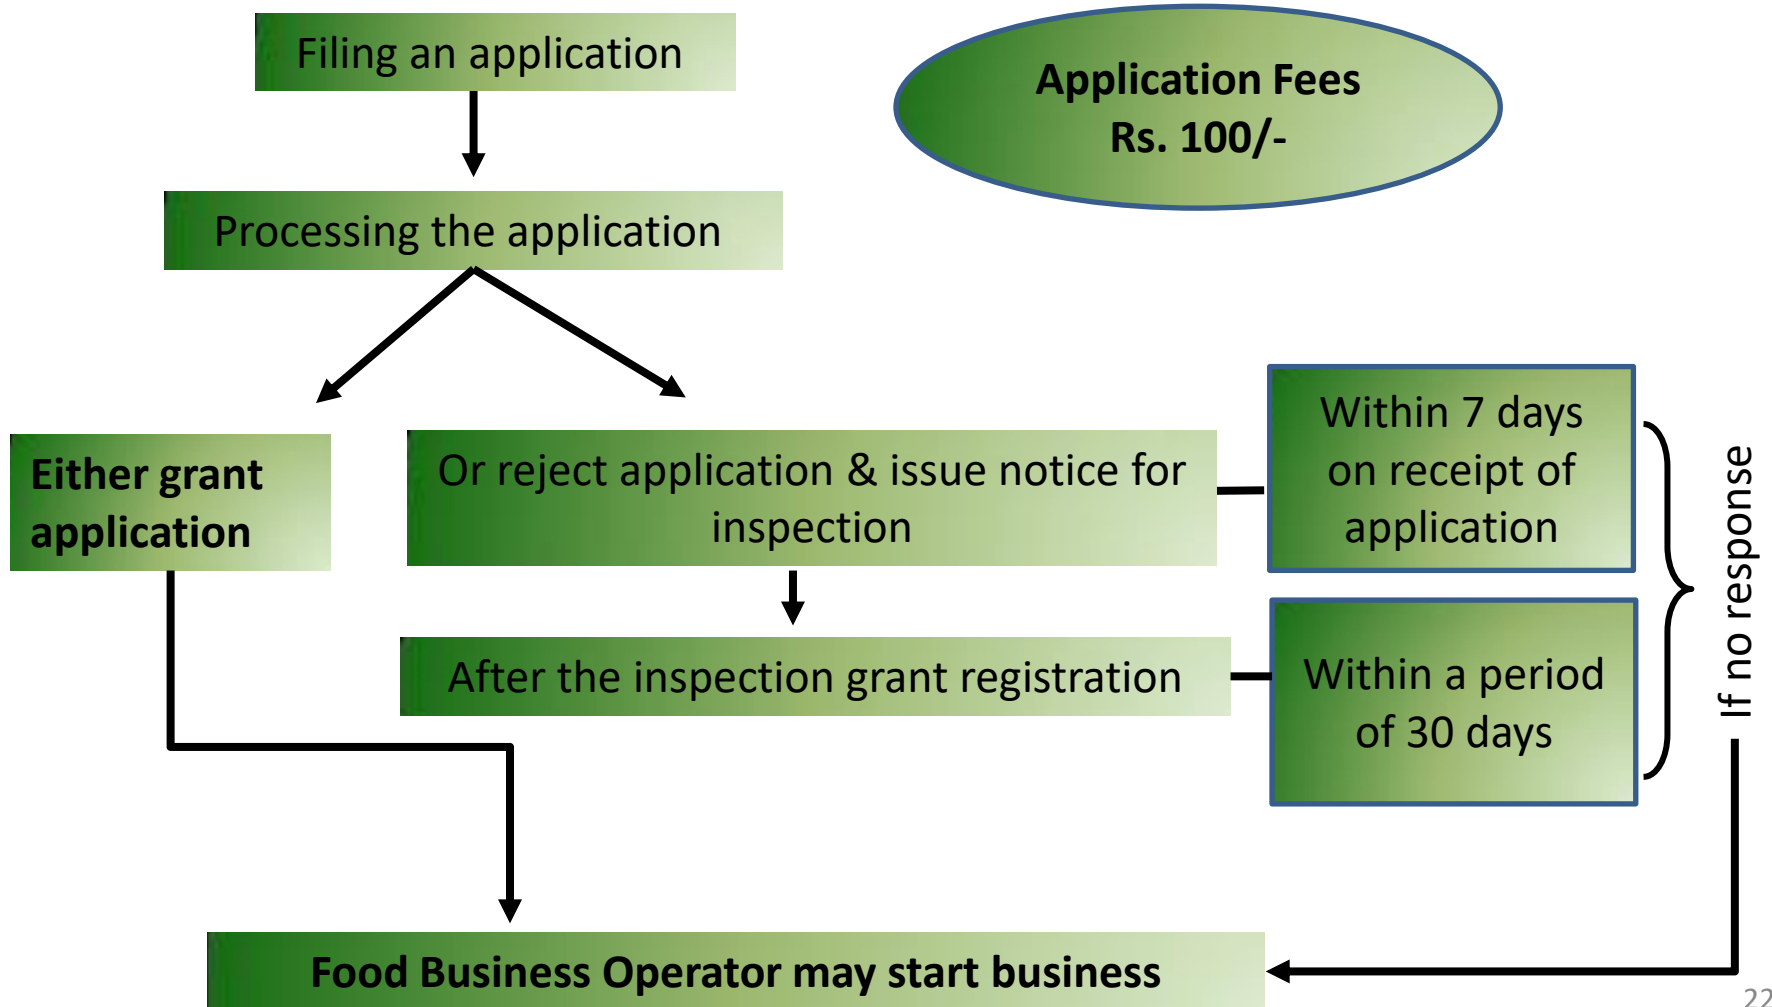 Filing an application
Application Fees
Rs. 100/-
Processing the application
Either grant
application
Or reject application & issue notice for
inspection
Within 7 days
on receipt of
application
After the inspection grant registration
Within a period
of 30 days
If no response
Food Business Operator may start business
22